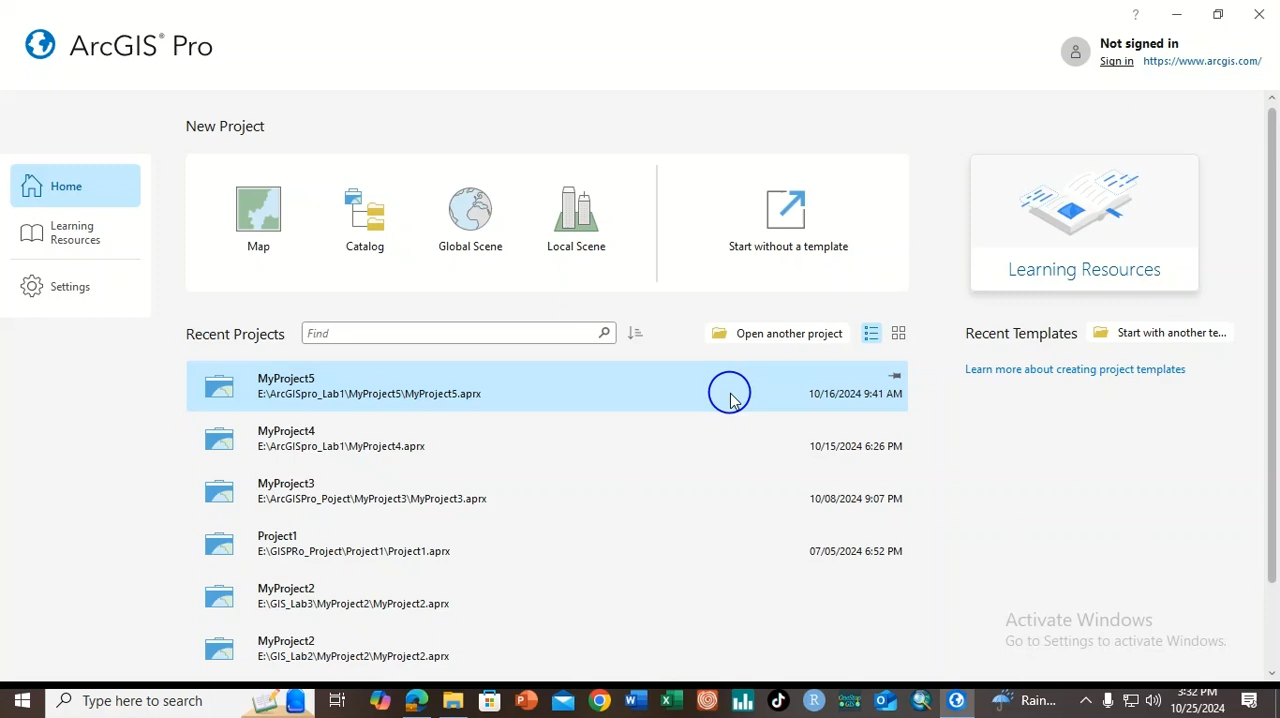 ?
ArcGIS® Pro
Not signed in
Sign in https://www.arcgis.com/
New Project
Home
Learning
Resources
Settings
Map
Catalog
Global Scene
Local Scene
Start without a template
Learning Resources
Recent Projects
Find
Open another project
Recent Templates
Start with another te...
Learn more about creating project templates
MyProject5
E:\ArcGISpro_Lab1\MyProject5\MyProject5.aprx
10/16/2024 9:41 AM
MyProject4
E:\ArcGISpro_Lab1\MyProject4.aprx
10/15/2024 6:26 PM
MyProject3
E:\ArcGISPro_Poject\MyProject3\MyProject3.aprx
10/08/2024 9:07 PM
Project1
E:\GISPRo_Project\Project1\Project1.aprx
07/05/2024 6:52 PM
MyProject2
E:\GIS_Lab3\MyProject2\MyProject2.aprx
MyProject2
E:\GIS_Lab2\MyProject2\MyProject2.aprx
Activate Windows
Go to Settings to activate Windows.
Type here to search
Rain...
3:32 PM
10/25/2024